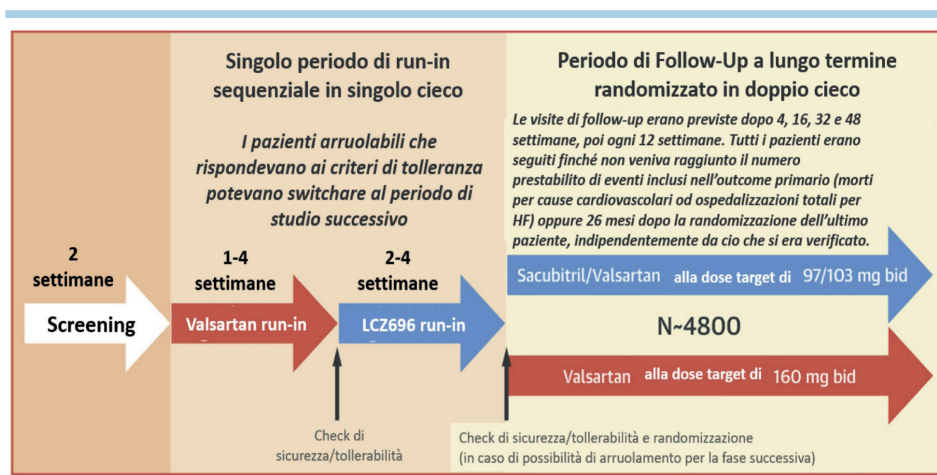 Singolo periodo di run-in
sequenziale in singolo cieco
I pazienti arruolabili che
rispondevano ai criteri di tolleranza
potevano switchare al periodo di
studio successivo
Periodo di Follow-Up a lungo termine
randomizzato in doppio cieco
Le visite di follow-up erano previste dopo 4, 16, 32 e 48
settimane, poi ogni 12 settimane. Tutti i pazienti erano
seguiti finché non veniva raggiunto il numero
prestabilito di eventi inclusi nell'outcome primario (morti
per cause cardiovascolari od ospedalizzazioni totali per
HF) oppure 26 mesi dopo la randomizzazione dell'ultimo
paziente, indipendentemente da cio che si era verificato.
2
settimane
1-4
settimane
2-4
settimane
Screening
Valsartan run-in
LCZ696 run-in
Sacubitril/Valsartan alla dose target di 97/103 mg bid
N~4800
Valsartan alla dose target di 160 mg bid
Check di
sicurezza/tollerabilità
Check di sicurezza/tollerabilità e randomizzazione
(in caso di possibilità di arruolamento per la fase successiva)